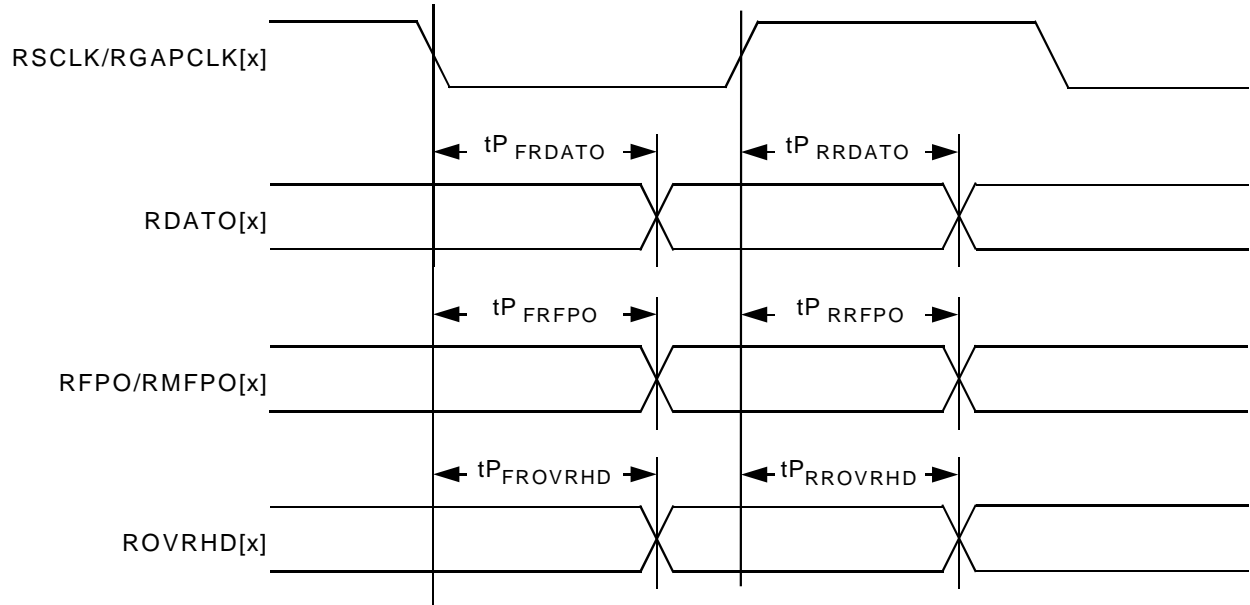 RSCLK/RGAPCLK[x]
tP FRDATO
tP RRDATO
RDATO[x]
tP FRFPO
tP RRFPO
RFPO/RMFPO[x]
tPFROVRHD
tPRROVRHD
ROVRHD[x]